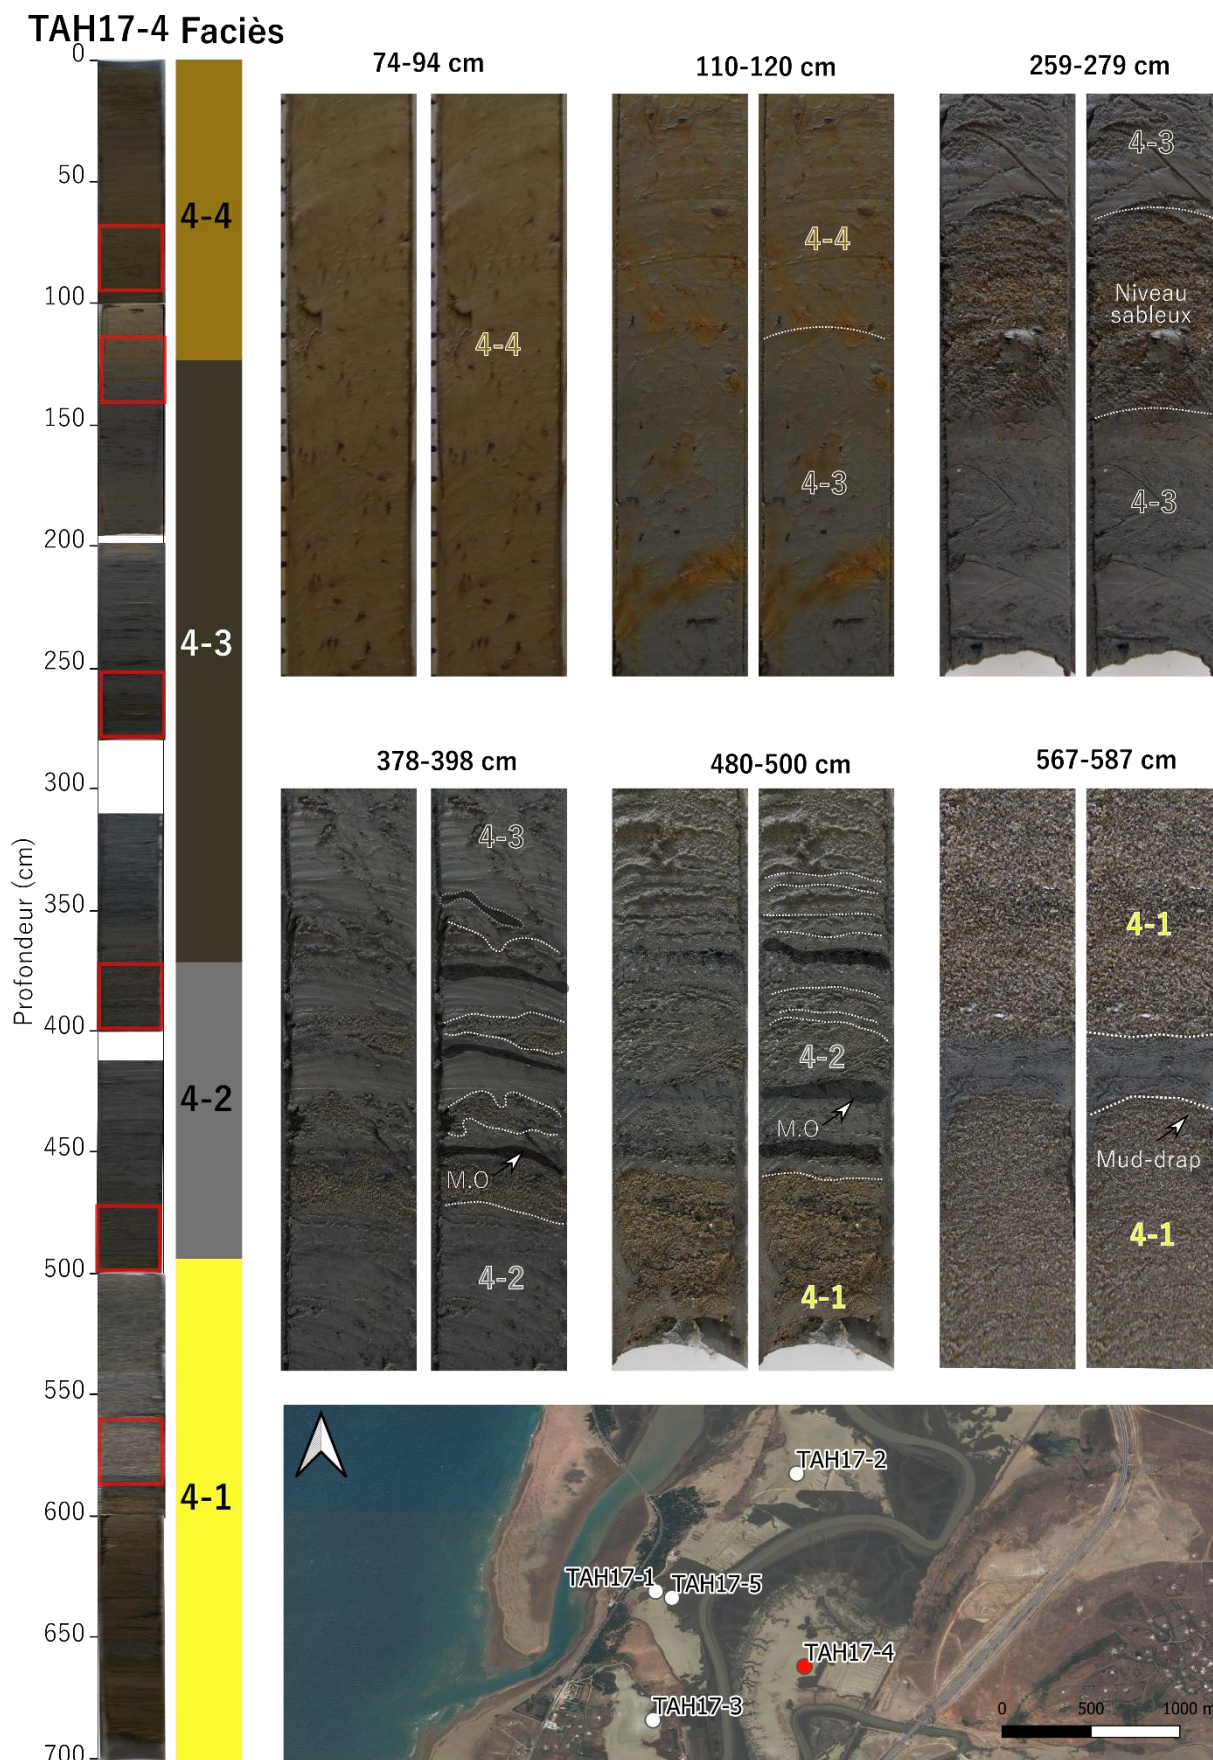 TAH17-4 Faciès
0
50
100
150
200
250
300
350
400
450
500
550
600
650
700
Profondeur (cm)
4-4
4-3
4-2
4-1
74-94 cm
4-4
110-120 cm
4-4
4-3
259-279 cm
4-3
Niveau
sableux
4-3
378-398 cm
4-3
M.O
4-2
480-500 cm
4-2
M.O
4-1
567-587 cm
4-1
Mud-drap
4-1
TAH17-2
TAH17-1
TAH17-5
TAH17-4
TAH17-3
0 500 1000 m